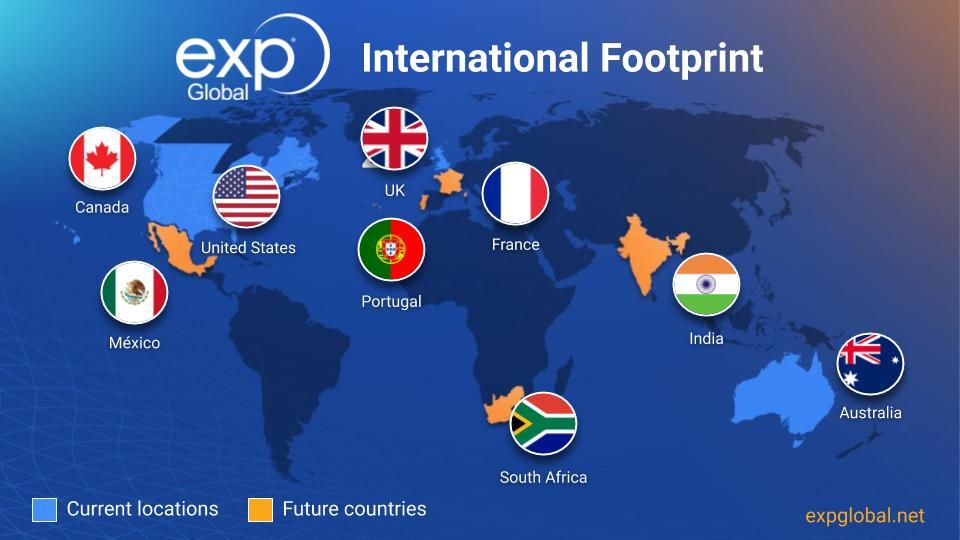 exp
Global
International Footprint
Canada
United States
UK
France
México
Portugal
India
Australia
South Africa
Current locations
Future countries
expglobal.net